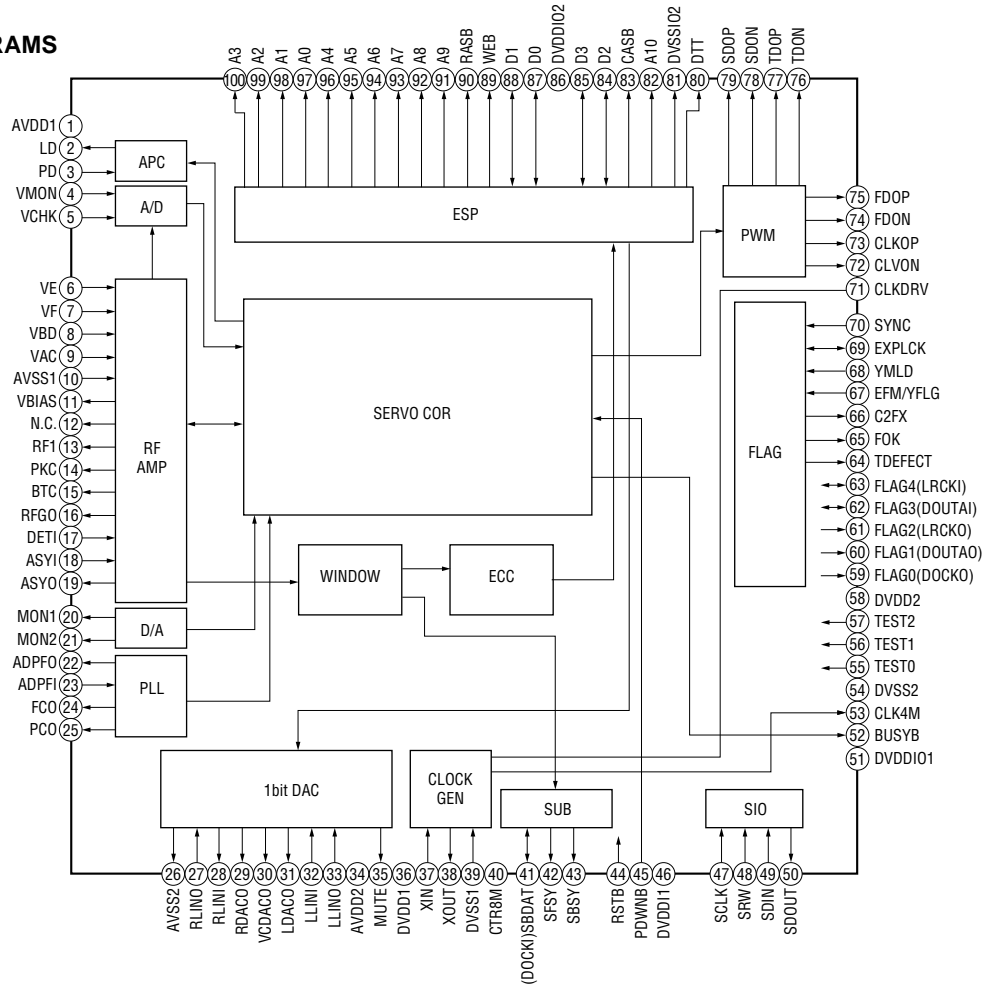 RAMS
A3
A2
A1
A0
A4
A5
A6
A7
A8
A9
RASB
WEB
D1
D0
DVDDIO2
D3
D2
CASB
A10
DVSSIO2
DTT
SDOP
SDON
TDOP
TDON
100 99 98 97 96 95 94 93 92 91 90 89 88 87 86 85 84 83 82 81 80 79 78 77 76
AVDD1 1
LD 2
PD 3
VMON 4
VCHK 5
VE 6
VF 7
VBD 8
VAC 9
AVSS1 10
VBIAS 11
N.C. 12
RF1 13
PKC 14
BTC 15
RFGO 16
DETI 17
ASYI 18
ASYO 19
MON1 20
MON2 21
ADPFO 22
ADPFI 23
FCO 24
PCO 25
APC
A/D
RF
AMP
D/A
PLL
ESP
SERVO COR
WINDOW
ECC
1bit DAC
CLOCK
GEN
SUB
SIO
PWM
FLAG
75 FDOP
74 FDON
73 CLKOP
72 CLVON
71 CLKDRV
70 SYNC
69 EXPLCK
68 YMLD
67 EFM/YFLG
66 C2FX
65 FOK
64 TDEFECT
63 FLAG4(LRCKI)
62 FLAG3(DOUTAI)
61 FLAG2(LRCKO)
60 FLAG1(DOUTAO)
59 FLAG0(DOCKO)
58 DVDD2
57 TEST2
56 TEST1
55 TEST0
54 DVSS2
53 CLK4M
52 BUSYB
51 DVDDIO1
26 27 28 29 30 31 32 33 34 35 36 37 38 39 40 41 42 43 44 45 46 47 48 49 50
AVSS2
RLINO
RLINI
RDACO
VCDACO
LDACO
LLINI
LLINO
AVDD2
MUTE
DVDD1
XIN
XOUT
DVSS1
CTR8M
(DOCKI)SBDAT
SFSY
SBSY
RSTB
PDWNB
DVDDI1
SCLK
SRW
SDIN
SDOUT